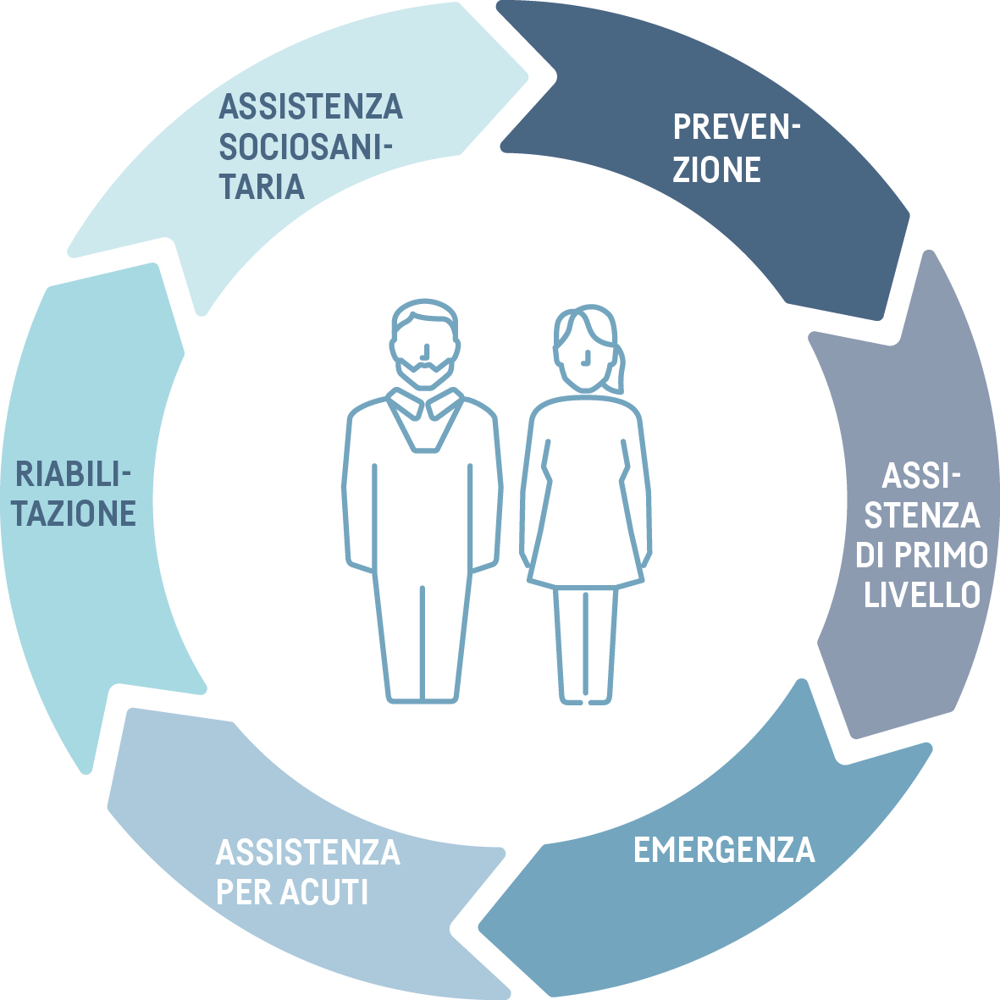 ASSISTENZA
SOCIOSANI-
TARIA
PREVEN-
ZIONE
ASSI-
STENZA
DI PRIMO
LIVELLO
EMERGENZA
ASSISTENZA
PER ACUTI
RIABILI-
TAZIONE